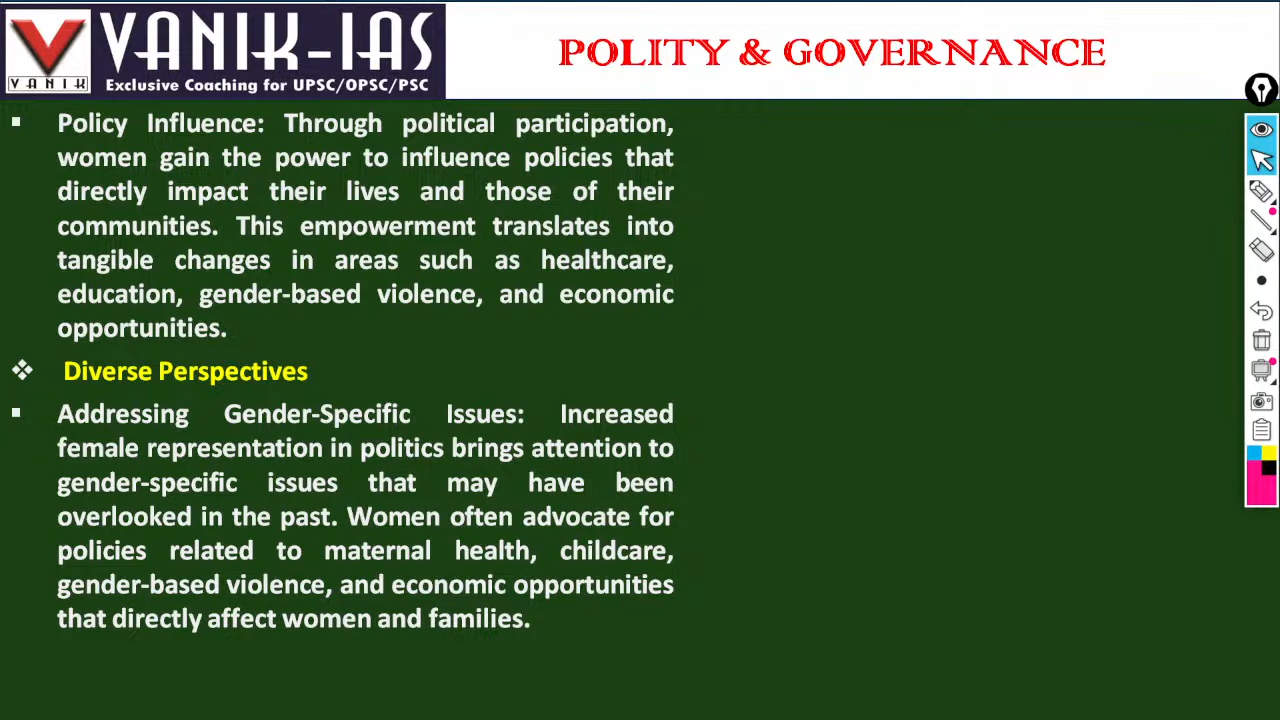 VANIK-IAS
VANIK
Exclusive Coaching for UPSC/OPSC/PSC
POLITY & GOVERNANCE
▪ Policy Influence: Through political participation,
women gain the power to influence policies that
directly impact their lives and those of their
communities. This empowerment translates into
tangible changes in areas such as healthcare,
education, gender-based violence, and economic
opportunities.
❖ Diverse Perspectives
▪ Addressing Gender-Specific Issues: Increased
female representation in politics brings attention to
gender-specific issues that may have been
overlooked in the past. Women often advocate for
policies related to maternal health, childcare,
gender-based violence, and economic opportunities
that directly affect women and families.